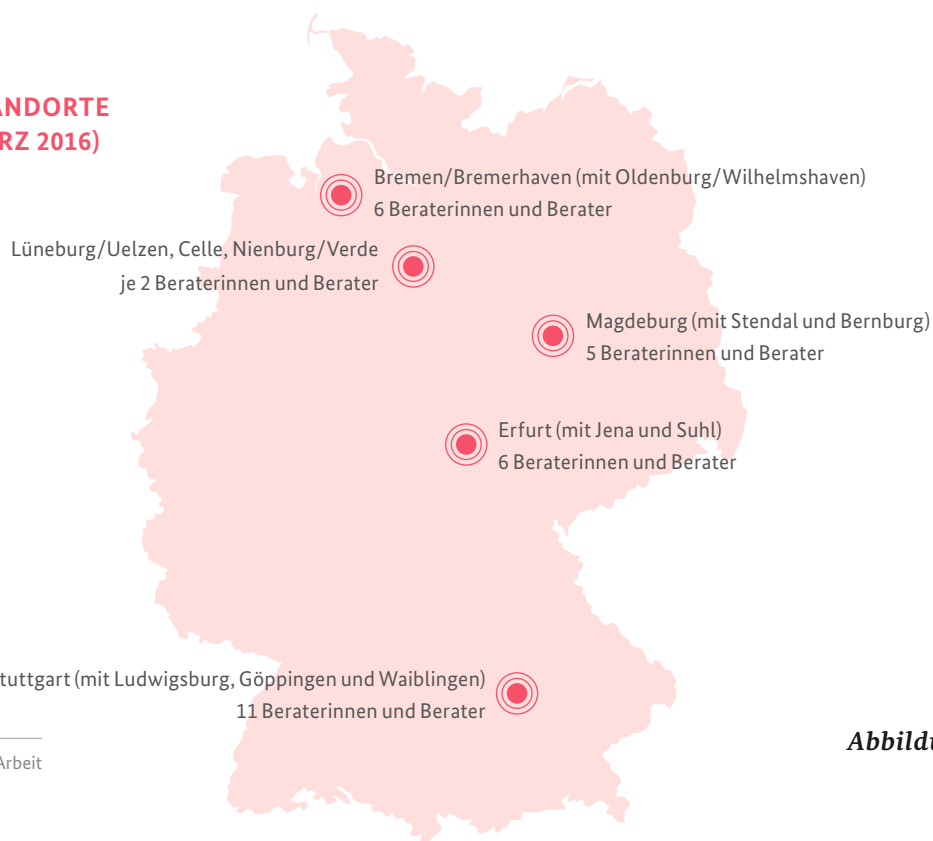 ANDORTE
RZ 2016)
Bremen/Bremerhaven (mit Oldenburg/Wilhelmshaven)
6 Beraterinnen und Berater
Lüneburg/Uelzen, Celle, Nienburg/Verde
je 2 Beraterinnen und Berater
Magdeburg (mit Stendal und Bernburg)
5 Beraterinnen und Berater
Erfurt (mit Jena und Suhl)
6 Beraterinnen und Berater
tuttgart (mit Ludwigsburg, Göppingen und Waiblingen)
11 Beraterinnen und Berater
Arbeit
Abbildu